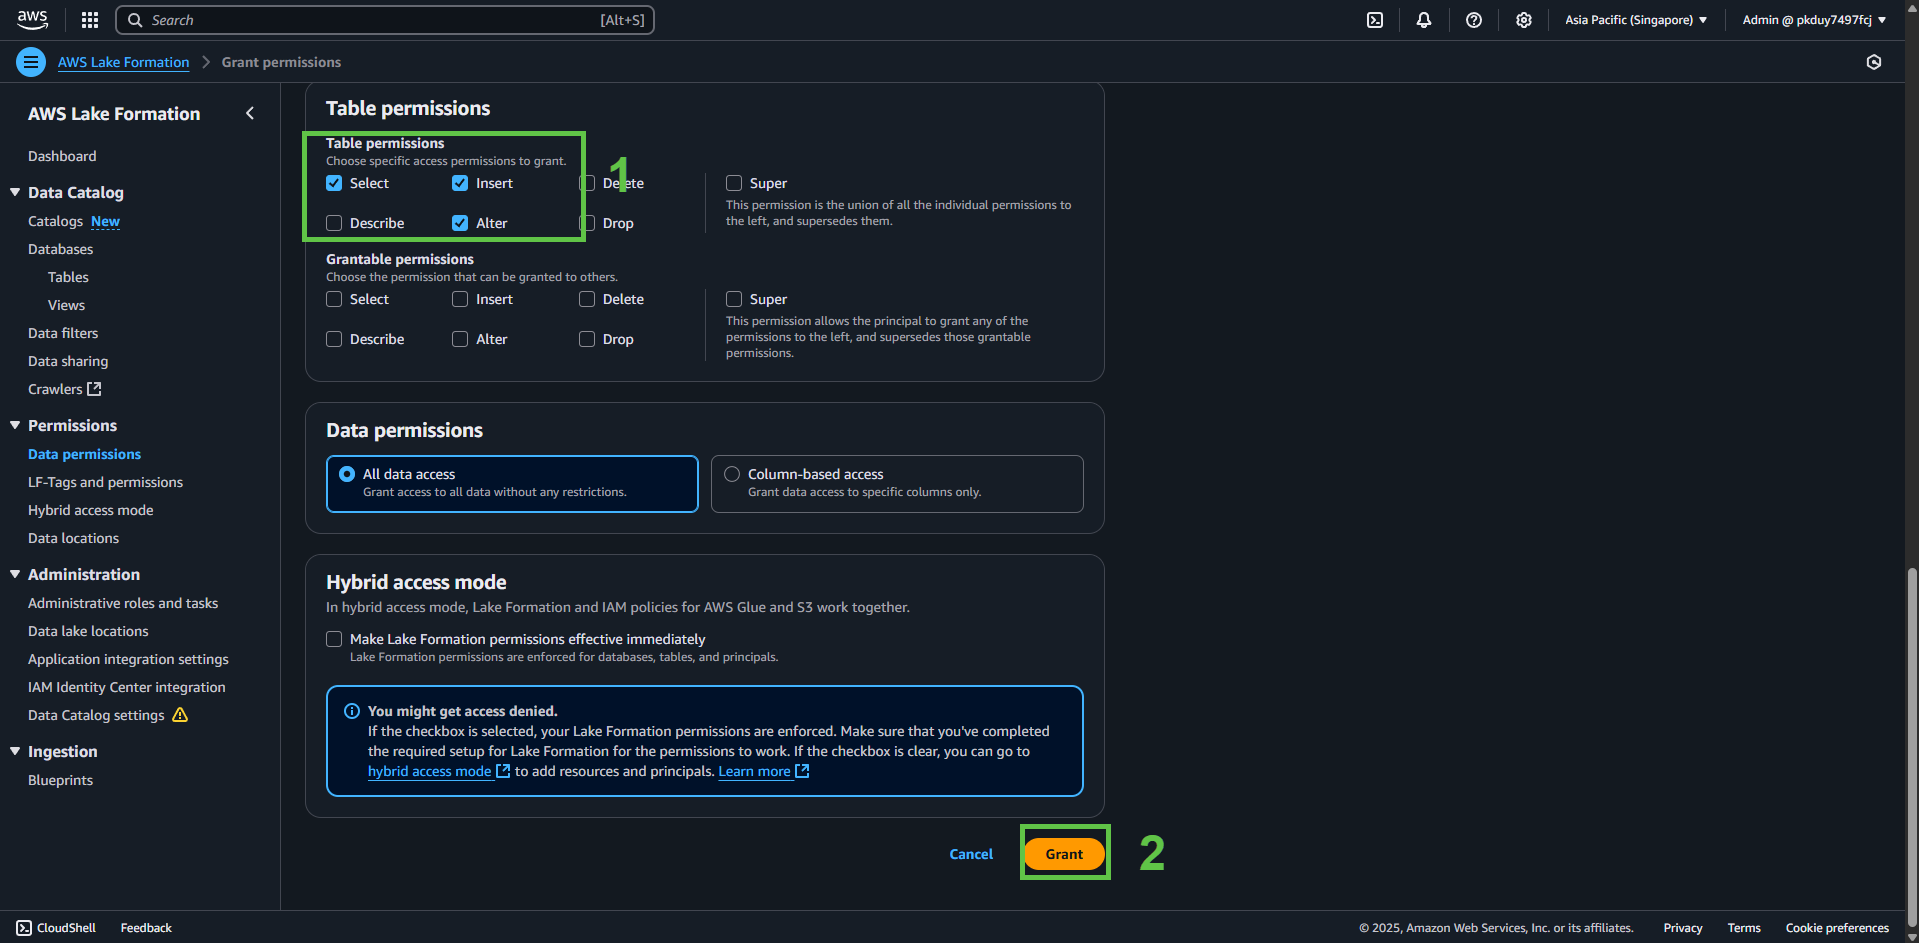 aws
Search
[Alt+S]
Asia Pacific (Singapore)
Admin @ pkduy7497fcj
AWS Lake Formation
Grant permissions
AWS Lake Formation
Dashboard
Data Catalog
Catalogs New
Databases
Tables
Views
Data filters
Data sharing
Crawlers
Permissions
Data permissions
LF-Tags and permissions
Hybrid access mode
Data locations
Administration
Administrative roles and tasks
Data lake locations
Application integration settings
IAM Identity Center integration
Data Catalog settings
Ingestion
Blueprints
Table permissions
Table permissions
Choose specific access permissions to grant.
1
Select
Insert
Delete
Super
This permission is the union of all the individual permissions to
the left, and supersedes them.
Describe
Alter
Drop
Grantable permissions
Choose the permission that can be granted to others.
Select
Insert
Delete
Super
This permission allows the principal to grant any of the
permissions to the left, and supersedes those grantable
permissions.
Describe
Alter
Drop
Data permissions
All data access
Grant access to all data without any restrictions.
Column-based access
Grant data access to specific columns only.
Hybrid access mode
In hybrid access mode, Lake Formation and IAM policies for AWS Glue and S3 work together.
Make Lake Formation permissions effective immediately
Lake Formation permissions are enforced for databases, tables, and principals.
You might get access denied.
If the checkbox is selected, your Lake Formation permissions are enforced. Make sure that you've completed
the required setup for Lake Formation for the permissions to work. If the checkbox is clear, you can go to
hybrid access mode to add resources and principals. Learn more
Cancel
Grant
2
CloudShell
Feedback
© 2025, Amazon Web Services, Inc. or its affiliates.
Privacy
Terms
Cookie preferences